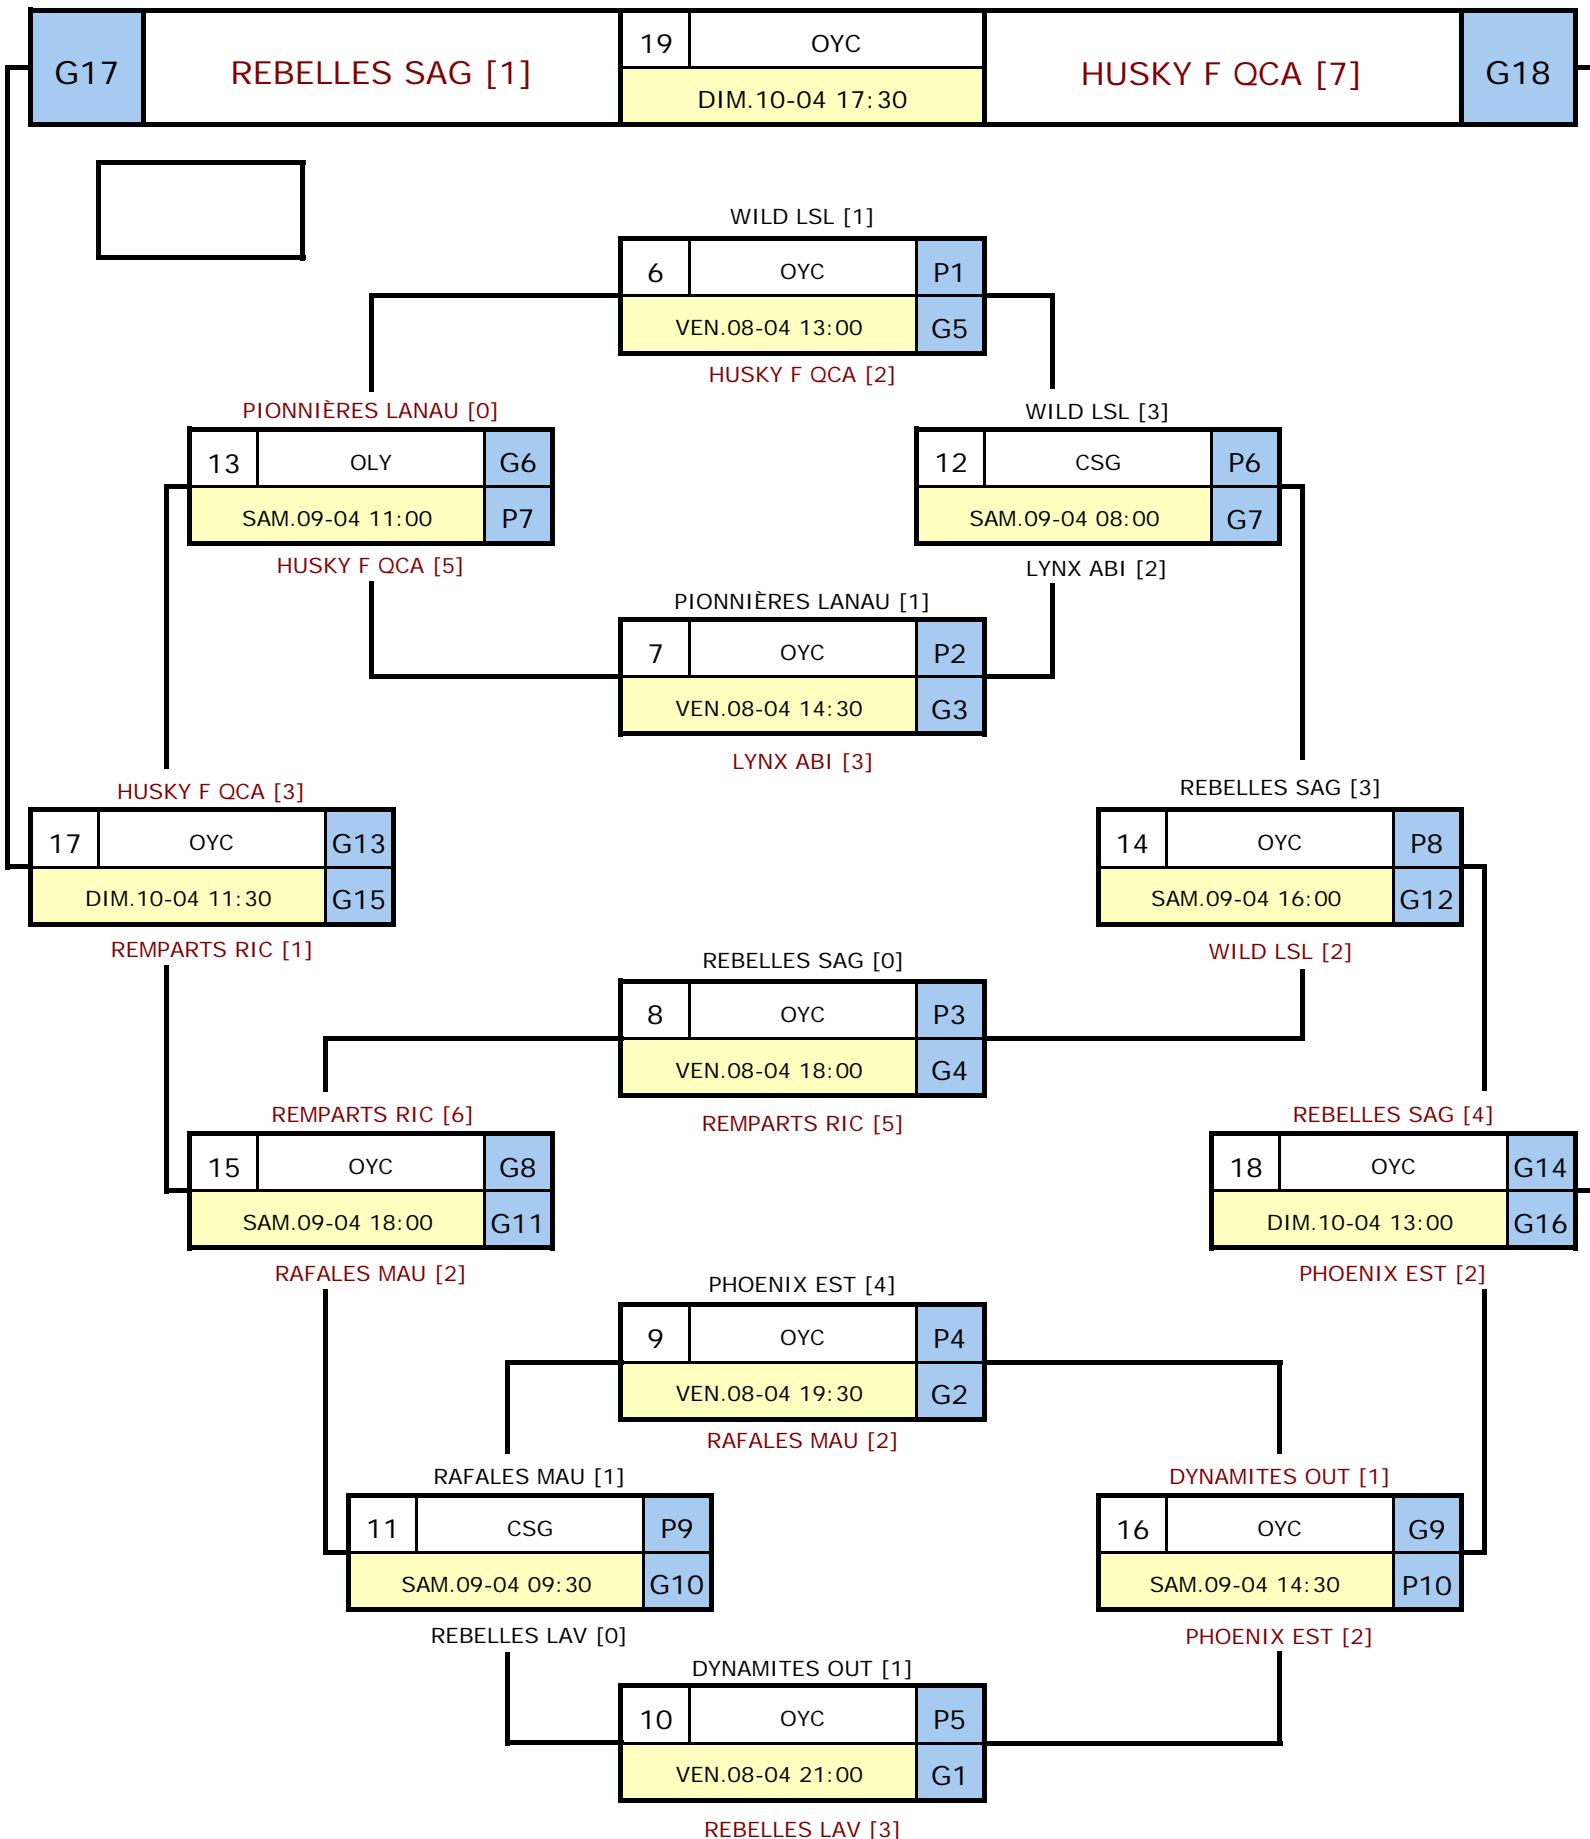 G17
REBELLES SAG [1]
19
OYC
DIM.10-04 17:30
HUSKY F QCA [7]
G18
WILD LSL [1]
6
OYC
P1
VEN.08-04 13:00
G5
HUSKY F QCA [2]
PIONNIÈRES LANAU [0]
13
OLY
G6
SAM.09-04 11:00
P7
HUSKY F QCA [5]
WILD LSL [3]
12
CSG
P6
SAM.09-04 08:00
G7
LYNX ABI [2]
PIONNIÈRES LANAU [1]
7
OYC
P2
VEN.08-04 14:30
G3
LYNX ABI [3]
HUSKY F QCA [3]
17
OYC
G13
DIM.10-04 11:30
G15
REMPARTS RIC [1]
REBELLES SAG [3]
14
OYC
P8
SAM.09-04 16:00
G12
WILD LSL [2]
REBELLES SAG [0]
8
OYC
P3
VEN.08-04 18:00
G4
REMPARTS RIC [5]
REMPARTS RIC [6]
15
OYC
G8
SAM.09-04 18:00
G11
RAFALES MAU [2]
REBELLES SAG [4]
18
OYC
G14
DIM.10-04 13:00
G16
PHOENIX EST [2]
PHOENIX EST [4]
9
OYC
P4
VEN.08-04 19:30
G2
RAFALES MAU [2]
RAFALES MAU [1]
11
CSG
P9
SAM.09-04 09:30
G10
REBELLES LAV [0]
DYNAMITES OUT [1]
16
OYC
G9
SAM.09-04 14:30
P10
PHOENIX EST [2]
DYNAMITES OUT [1]
10
OYC
P5
VEN.08-04 21:00
G1
REBELLES LAV [3]